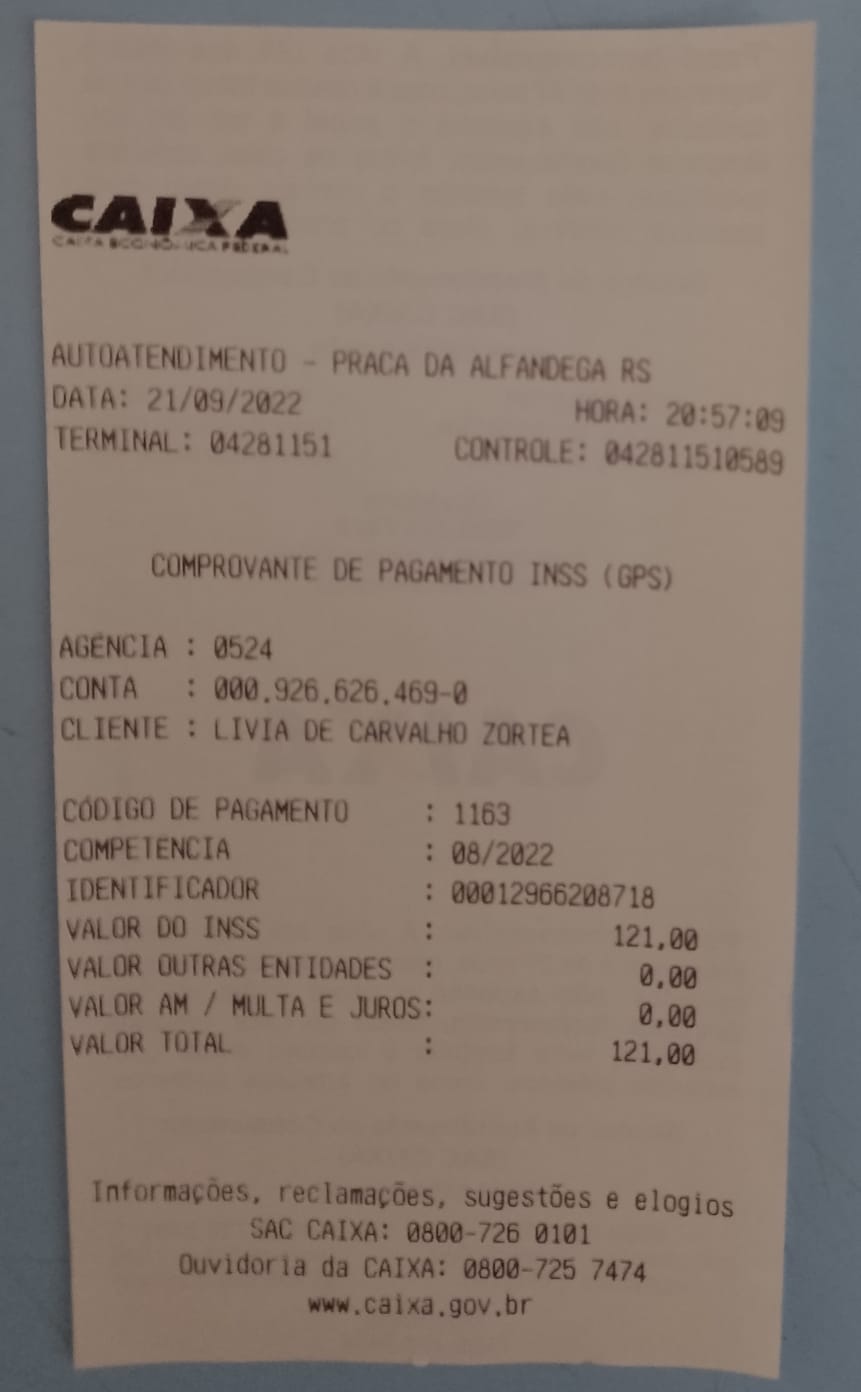 CAIXA
CAIXA ECONÔMICA FEDERAL
AUTOATENDIMENTO - PRACA DA ALFANDEGA RS
DATA: 21/09/2022 HORA: 20:57:09
TERMINAL: 04281151 CONTROLE: 042811510589
COMPROVANTE DE PAGAMENTO INSS (GPS)
AGÊNCIA : 0524
CONTA : 000.926.626.469-0
CLIENTE : LIVIA DE CARVALHO ZORTEA
CÓDIGO DE PAGAMENTO : 1163
COMPETÊNCIA : 08/2022
IDENTIFICADOR : 00012966208718
VALOR DO INSS : 121,00
VALOR OUTRAS ENTIDADES : 0,00
VALOR AM / MULTA E JUROS: 0,00
VALOR TOTAL : 121,00
Informações, reclamações, sugestões e elogios
SAC CAIXA: 0800-726 0101
Ouvidoria da CAIXA: 0800-725 7474
www.caixa.gov.br